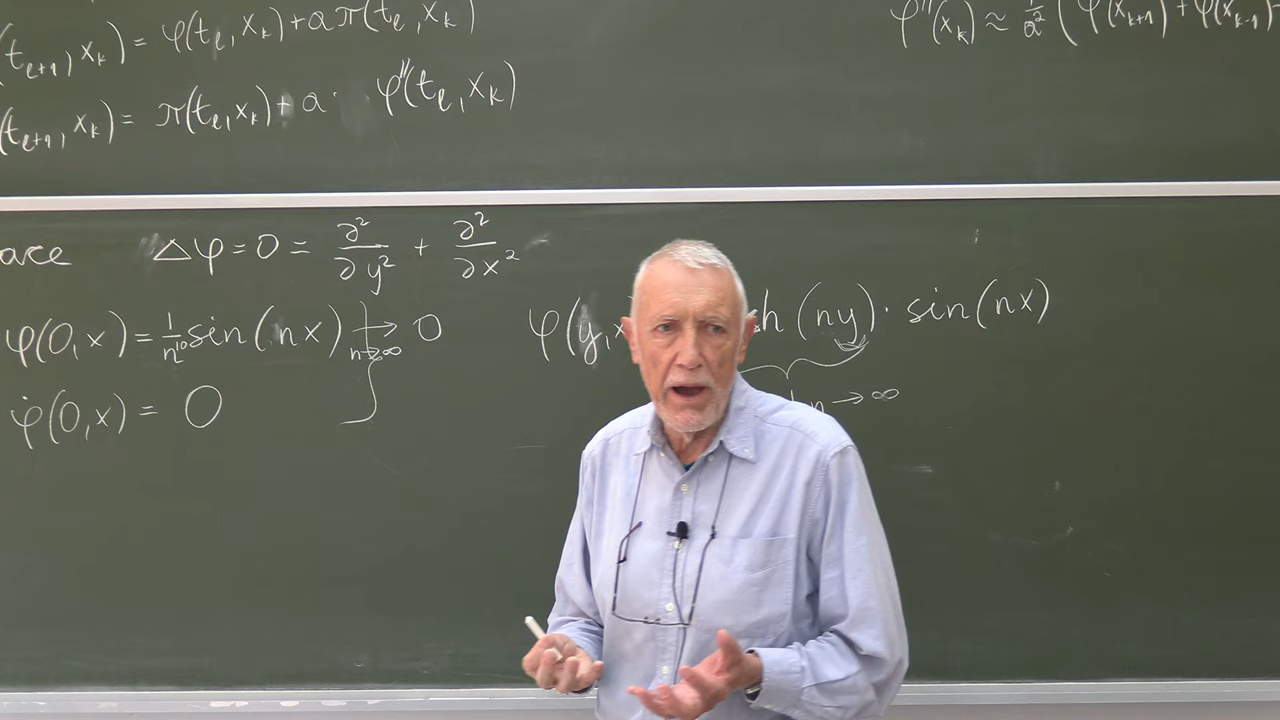 (t_{ℓ+1}, x_k) = φ(t_ℓ, x_k) + a π(t_ℓ, x_k)
φ''(x_k) ≈ 1/a² (φ(x_{k+1}) + φ(x_{k-1})
(t_{ℓ+1}, x_k) = π(t_ℓ, x_k) + a · φ''(t_ℓ, x_k)
ace △φ = 0 = ∂²/∂y² + ∂²/∂x²
φ(0, x) = 1/n¹⁰ sin(nx) → 0
n→∞
φ(y, x h (ny) · sin(nx)
φ̇(0, x) = 0
n → ∞